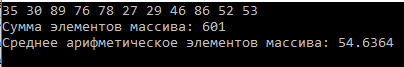 35 30 89 76 78 27 29 46 86 52 53
Сумма элементов массива: 601
Среднее арифметическое элементов массива: 54.6364